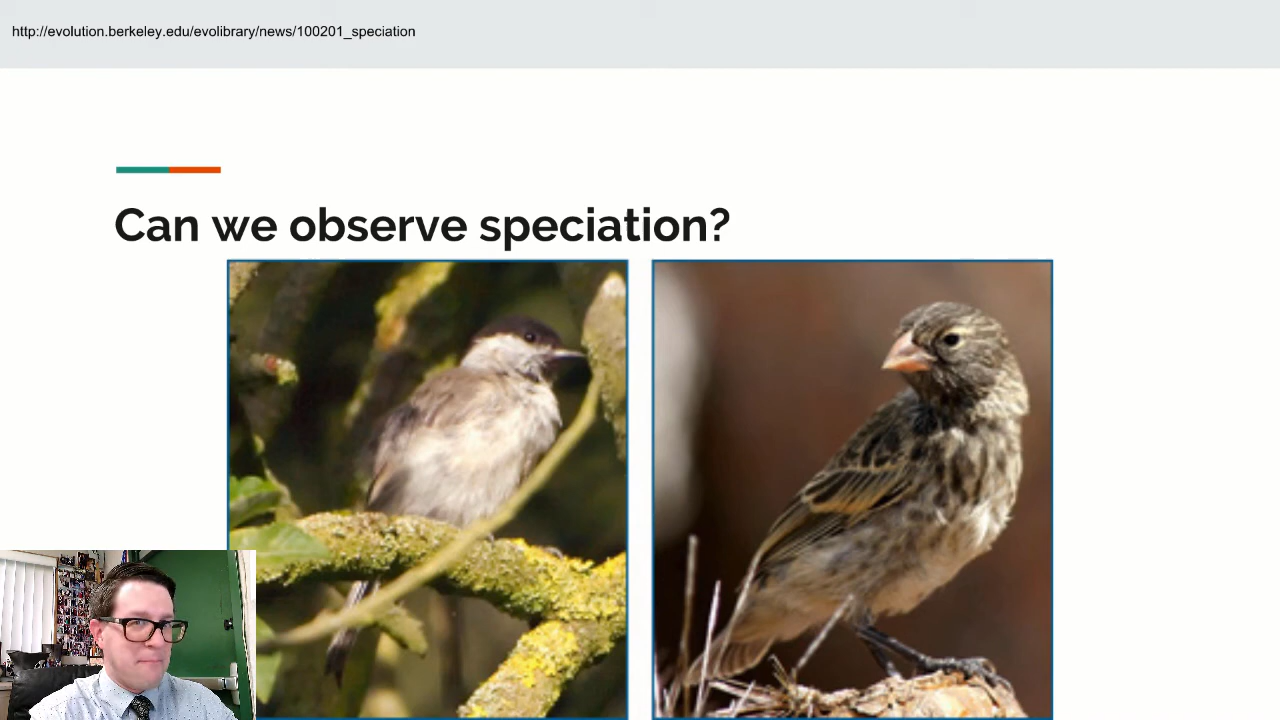 http://evolution.berkeley.edu/evolibrary/news/100201_speciation
Can we observe speciation?